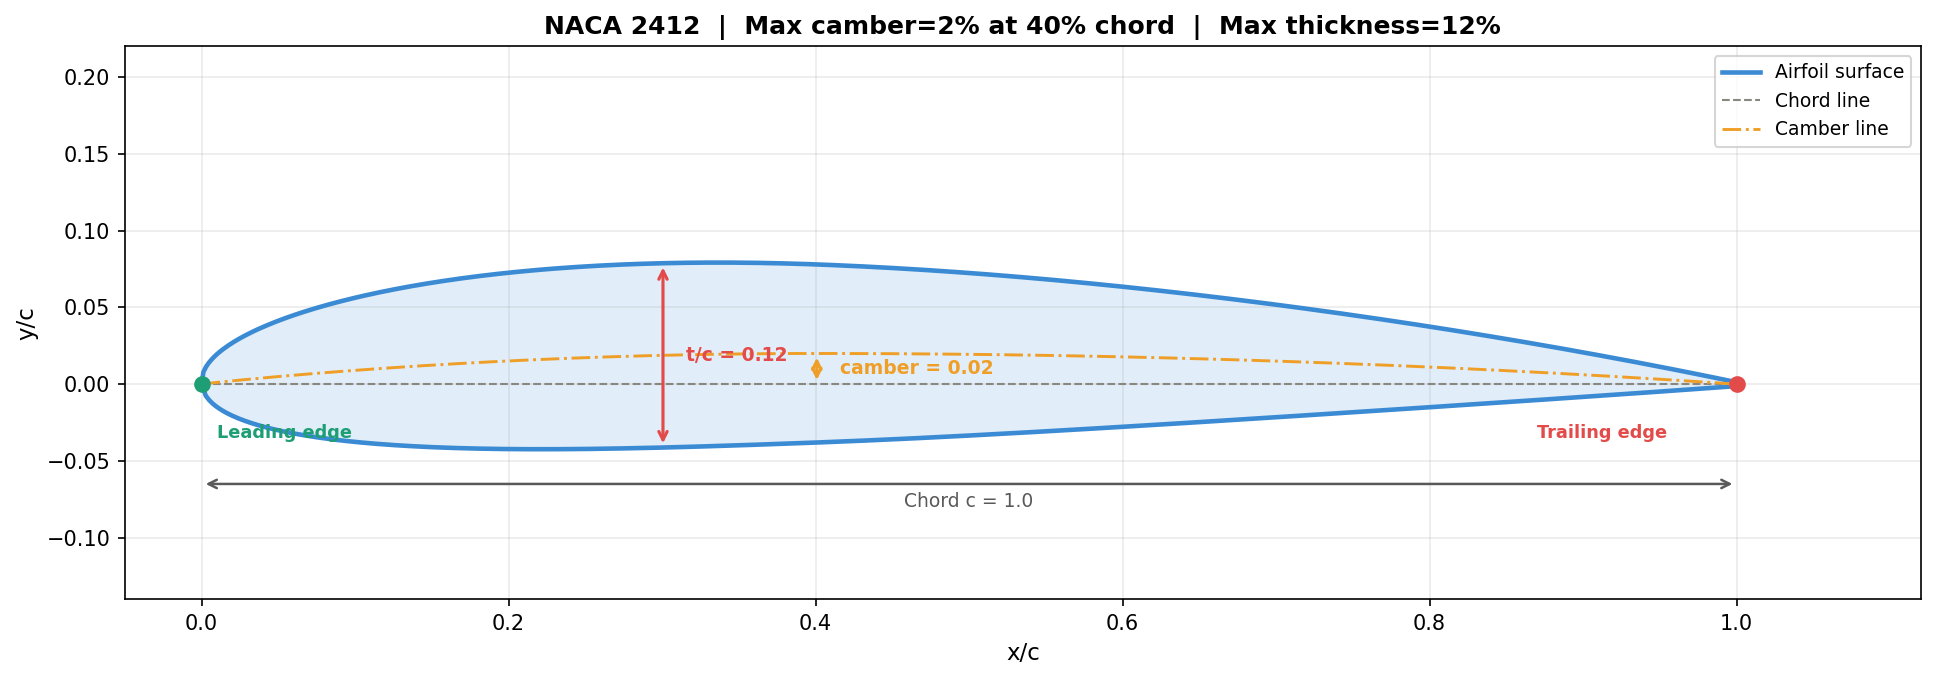 NACA 2412  |  Max camber=2% at 40% chord  |  Max thickness=12%
Airfoil surface
Chord line
Camber line
y/c
0.20
0.15
0.10
0.05
0.00
−0.05
−0.10
t/c = 0.12
camber = 0.02
Leading edge
Trailing edge
Chord c = 1.0
0.0 0.2 0.4 0.6 0.8 1.0
x/c